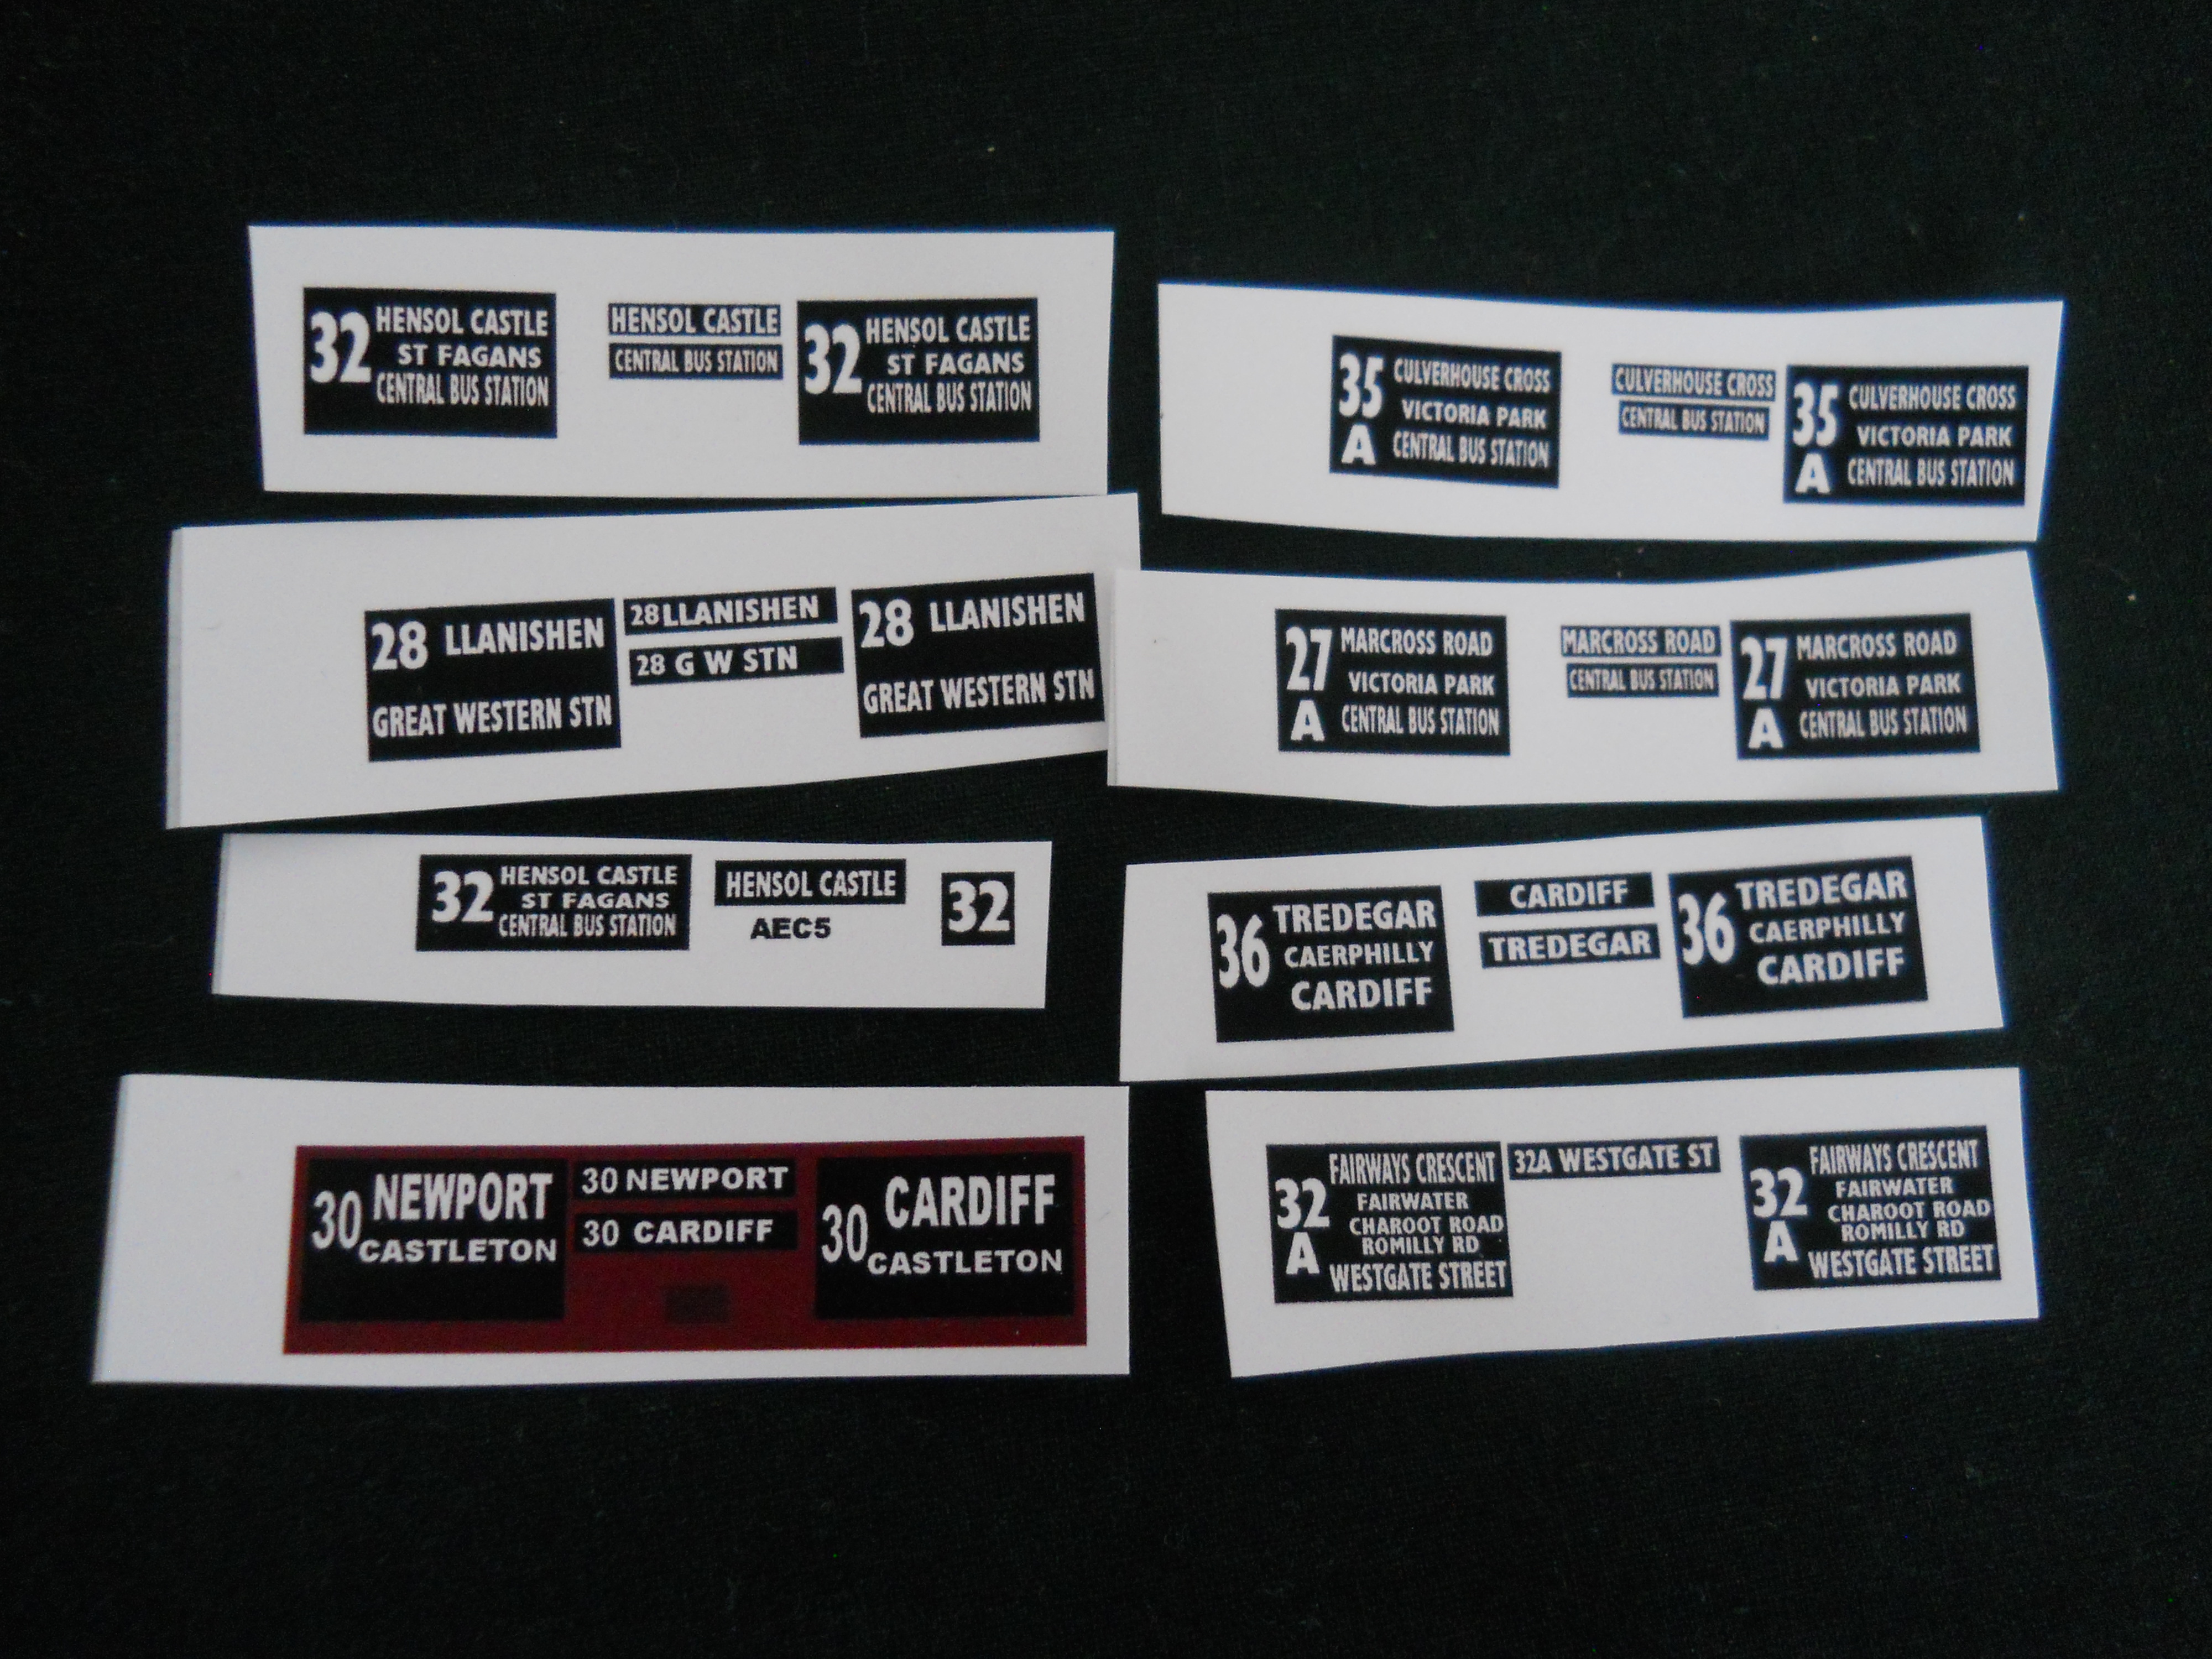 32 HENSOL CASTLE
ST FAGANS
CENTRAL BUS STATION
HENSOL CASTLE
CENTRAL BUS STATION
32 HENSOL CASTLE
ST FAGANS
CENTRAL BUS STATION
35 CULVERHOUSE CROSS
VICTORIA PARK
A CENTRAL BUS STATION
CULVERHOUSE CROSS
CENTRAL BUS STATION
35 CULVERHOUSE CROSS
VICTORIA PARK
A CENTRAL BUS STATION
28 LLANISHEN
GREAT WESTERN STN
28 LLANISHEN
28 G W STN
28 LLANISHEN
GREAT WESTERN STN
27 MARCROSS ROAD
VICTORIA PARK
A CENTRAL BUS STATION
MARCROSS ROAD
CENTRAL BUS STATION
27 MARCROSS ROAD
VICTORIA PARK
A CENTRAL BUS STATION
32 HENSOL CASTLE
ST FAGANS
CENTRAL BUS STATION
HENSOL CASTLE
AEC5
32
36 TREDEGAR
CAERPHILLY
CARDIFF
CARDIFF
TREDEGAR
36 TREDEGAR
CAERPHILLY
CARDIFF
30 NEWPORT
CASTLETON
30 NEWPORT
30 CARDIFF
30 CARDIFF
CASTLETON
32 FAIRWAYS CRESCENT
FAIRWATER
CHAROOT ROAD
A ROMILLY RD
WESTGATE STREET
32A WESTGATE ST
32 FAIRWAYS CRESCENT
FAIRWATER
CHAROOT ROAD
A ROMILLY RD
WESTGATE STREET